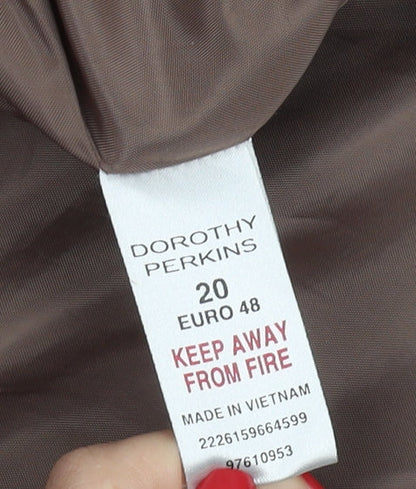 DOROTHY
PERKINS
20
EURO 48
KEEP AWAY
FROM FIRE
MADE IN VIETNAM
2226159664599
97610953